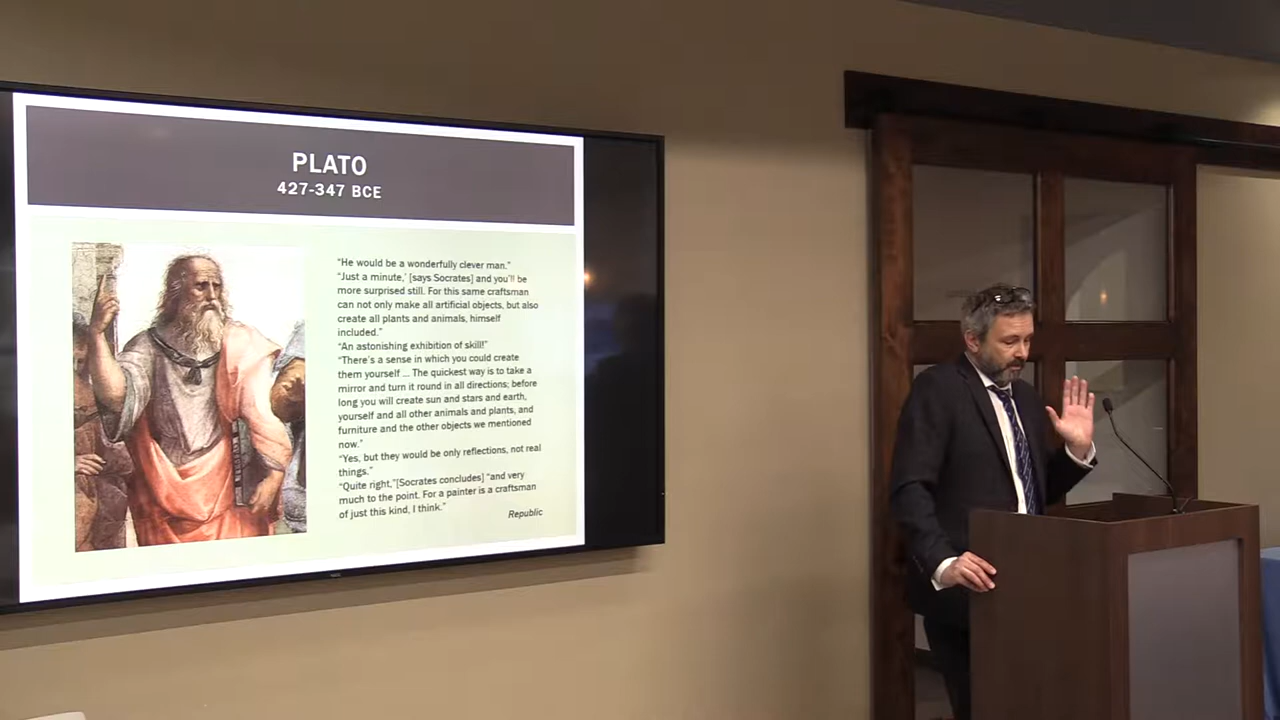 PLATO
427-347 BCE
"He would be a wonderfully clever man."
"Just a minute,' [says Socrates] and you'll be
more surprised still. For this same craftsman
can not only make all artificial objects, but also
create all plants and animals, himself
included."
"An astonishing exhibition of skill!"
"There's a sense in which you could create
them yourself ... The quickest way is to take a
mirror and turn it round in all directions; before
long you will create sun and stars and earth,
yourself and all other animals and plants, and
furniture and the other objects we mentioned
now."
"Yes, but they would be only reflections, not real
things."
"Quite right,"[Socrates concludes] "and very
much to the point. For a painter is a craftsman
of just this kind, I think."
Republic